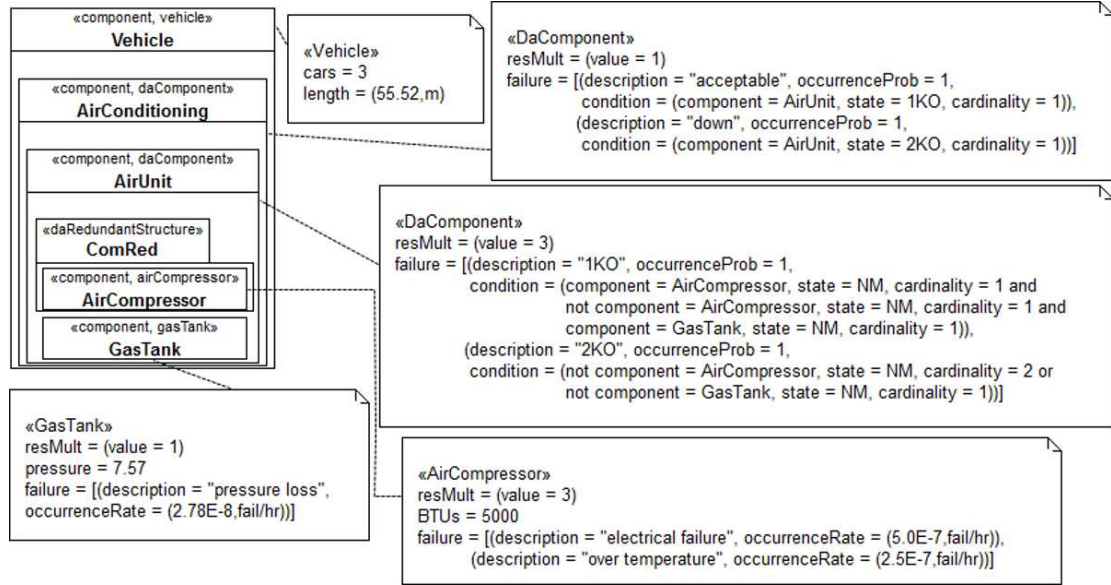 «component, vehicle»
Vehicle
«component, daComponent»
AirConditioning
«component, daComponent»
AirUnit
«daRedundantStructure»
ComRed
«component, airCompressor»
AirCompressor
«component, gasTank»
GasTank
«Vehicle»
cars = 3
length = (55.52,m)
«DaComponent»
resMult = (value = 1)
failure = [(description = "acceptable", occurrenceProb = 1,
condition = (component = AirUnit, state = 1KO, cardinality = 1)),
(description = "down", occurrenceProb = 1,
condition = (component = AirUnit, state = 2KO, cardinality = 1))]
«DaComponent»
resMult = (value = 3)
failure = [(description = "1KO", occurrenceProb = 1,
condition = (component = AirCompressor, state = NM, cardinality = 1 and
not component = AirCompressor, state = NM, cardinality = 1 and
component = GasTank, state = NM, cardinality = 1)),
(description = "2KO", occurrenceProb = 1,
condition = (not component = AirCompressor, state = NM, cardinality = 2 or
not component = GasTank, state = NM, cardinality = 1))]
«GasTank»
resMult = (value = 1)
pressure = 7.57
failure = [(description = "pressure loss",
occurrenceRate = (2.78E-8,fail/hr))]
«AirCompressor»
resMult = (value = 3)
BTUs = 5000
failure = [(description = "electrical failure", occurrenceRate = (5.0E-7,fail/hr)),
(description = "over temperature", occurrenceRate = (2.5E-7,fail/hr))]